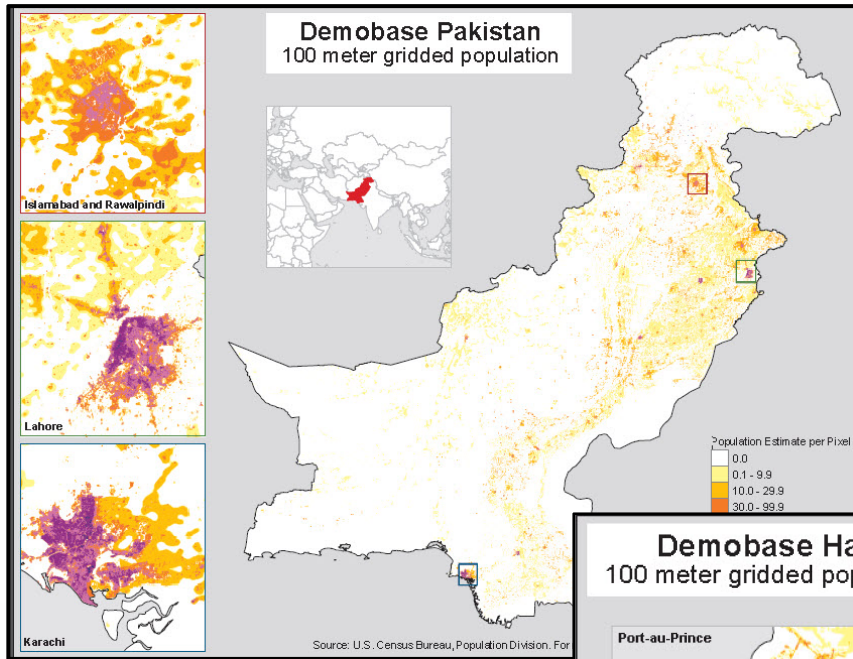 Demobase Pakistan
100 meter gridded population
Islamabad and Rawalpindi
Lahore
Karachi
Population Estimate per Pixel
0.0
0.1 - 9.9
10.0 - 29.9
30.0 - 99.9
Source: U.S. Census Bureau, Population Division. For
Demobase Ha
100 meter gridded pop
Port-au-Prince